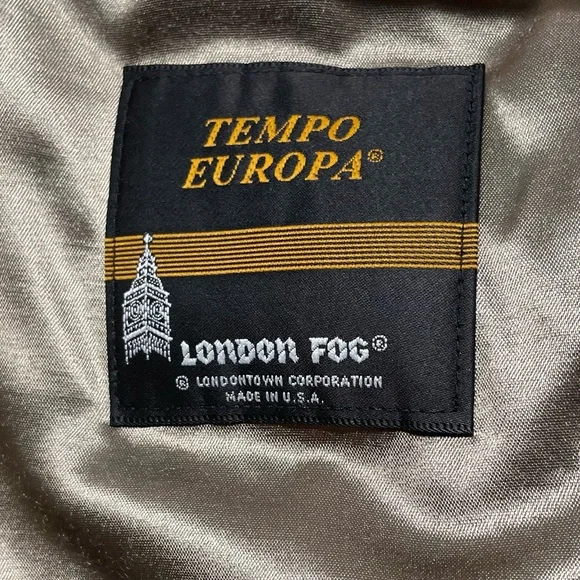 TEMPO
EUROPA®
LONDON FOG®
® LONDONTOWN CORPORATION
MADE IN U.S.A.